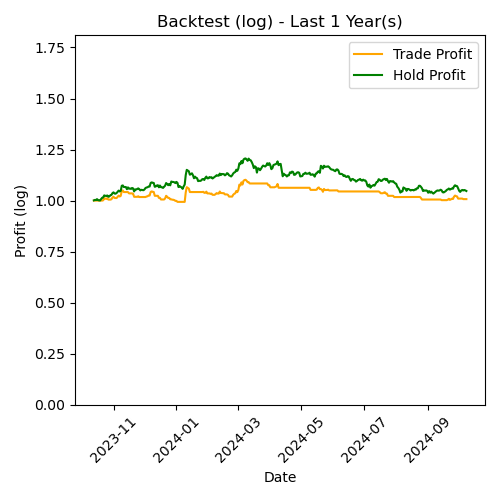 Backtest (log) - Last 1 Year(s)
Trade Profit
Hold Profit
1.75
1.50
1.25
1.00
0.75
0.50
0.25
0.00
Profit (log)
2023-11
2024-01
2024-03
2024-05
2024-07
2024-09
Date